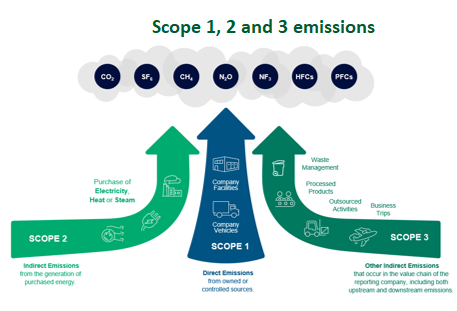 Scope 1, 2 and 3 emissions
CO₂ SF₆ CH₄ N₂O NF₃ HFCs PFCs
Purchase of
Electricity,
Heat or Steam
SCOPE 2
Indirect Emissions
from the generation of
purchased energy.
Company
Facilities
Company
Vehicles
SCOPE 1
Direct Emissions
from owned or
controlled sources.
Waste
Management
Processed
Products
Outsourced
Activities
Business
Trips
SCOPE 3
Other Indirect Emissions
that occur in the value chain of the
reporting company, including both
upstream and downstream emissions.